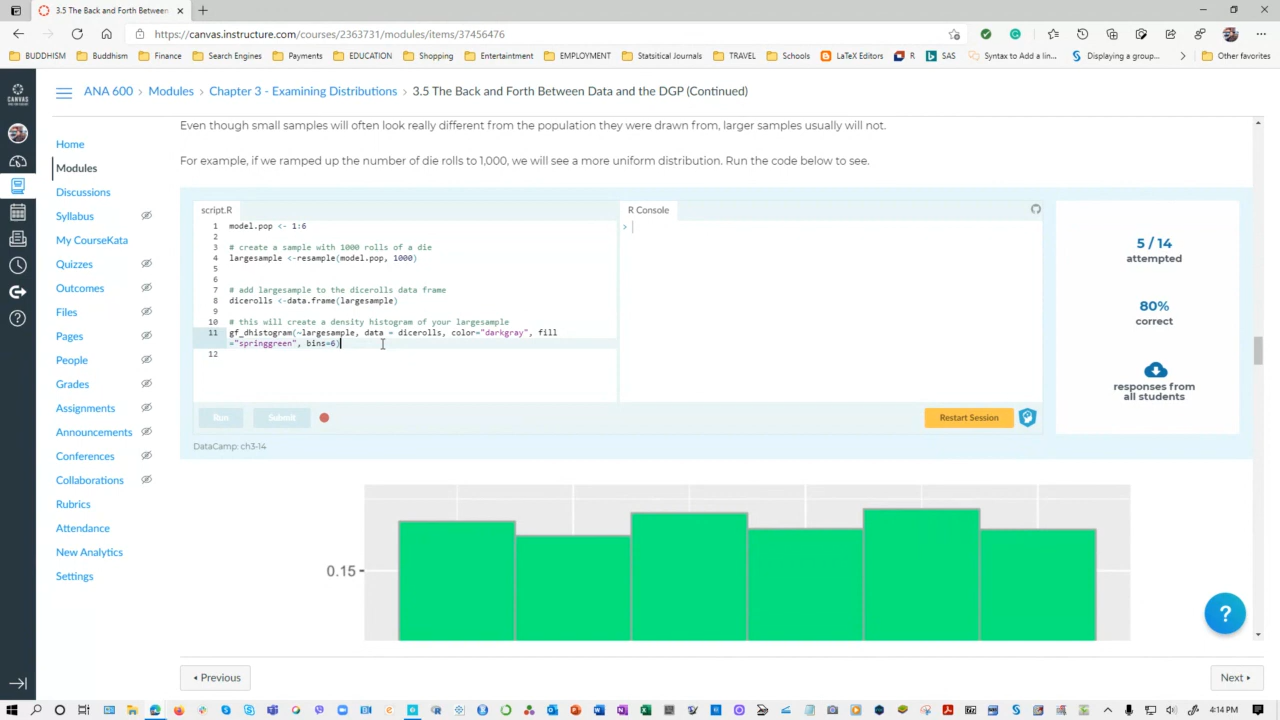 3.5 The Back and Forth Between
https://canvas.instructure.com/courses/2363731/modules/items/37456476
BUDDHISM Buddhism Finance Search Engines Payments EDUCATION Shopping Entertainment EMPLOYMENT Statsitical Journals TRAVEL Schools LaTeX Editors R SAS Syntax to Add a lin... Displaying a group... Other favorites
CANVAS
ANA 600 › Modules › Chapter 3 - Examining Distributions › 3.5 The Back and Forth Between Data and the DGP (Continued)
Home
Modules
Discussions
Syllabus
My CourseKata
Quizzes
Outcomes
Files
Pages
People
Grades
Assignments
Announcements
Conferences
Collaborations
Rubrics
Attendance
New Analytics
Settings
Even though small samples will often look really different from the population they were drawn from, larger samples usually will not.
For example, if we ramped up the number of die rolls to 1,000, we will see a more uniform distribution. Run the code below to see.
script.R
1 model.pop <- 1:6
2
3 # create a sample with 1000 rolls of a die
4 largesample <-resample(model.pop, 1000)
5
6
7 # add largesample to the dicerolls data frame
8 dicerolls <-data.frame(largesample)
9
10 # this will create a density histogram of your largesample
11 gf_dhistogram(~largesample, data = dicerolls, color="darkgray", fill
="springgreen", bins=6)
12
Run Submit
R Console
>
Restart Session
5 / 14
attempted
80%
correct
responses from
all students
DataCamp: ch3-14
0.15
?
Previous
Next
4:14 PM